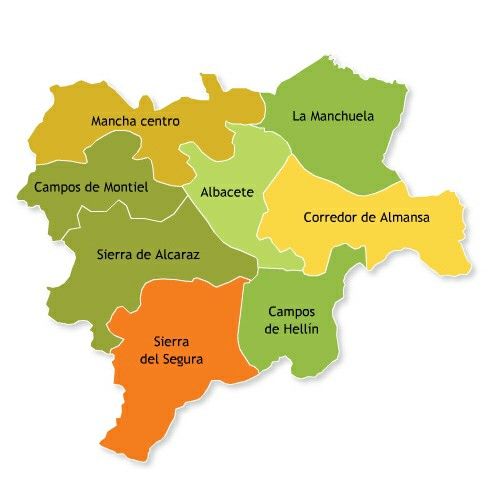 La Manchuela
Mancha centro
Campos de Montiel
Albacete
Corredor de Almansa
Sierra de Alcaraz
Campos
de Hellín
Sierra
del Segura